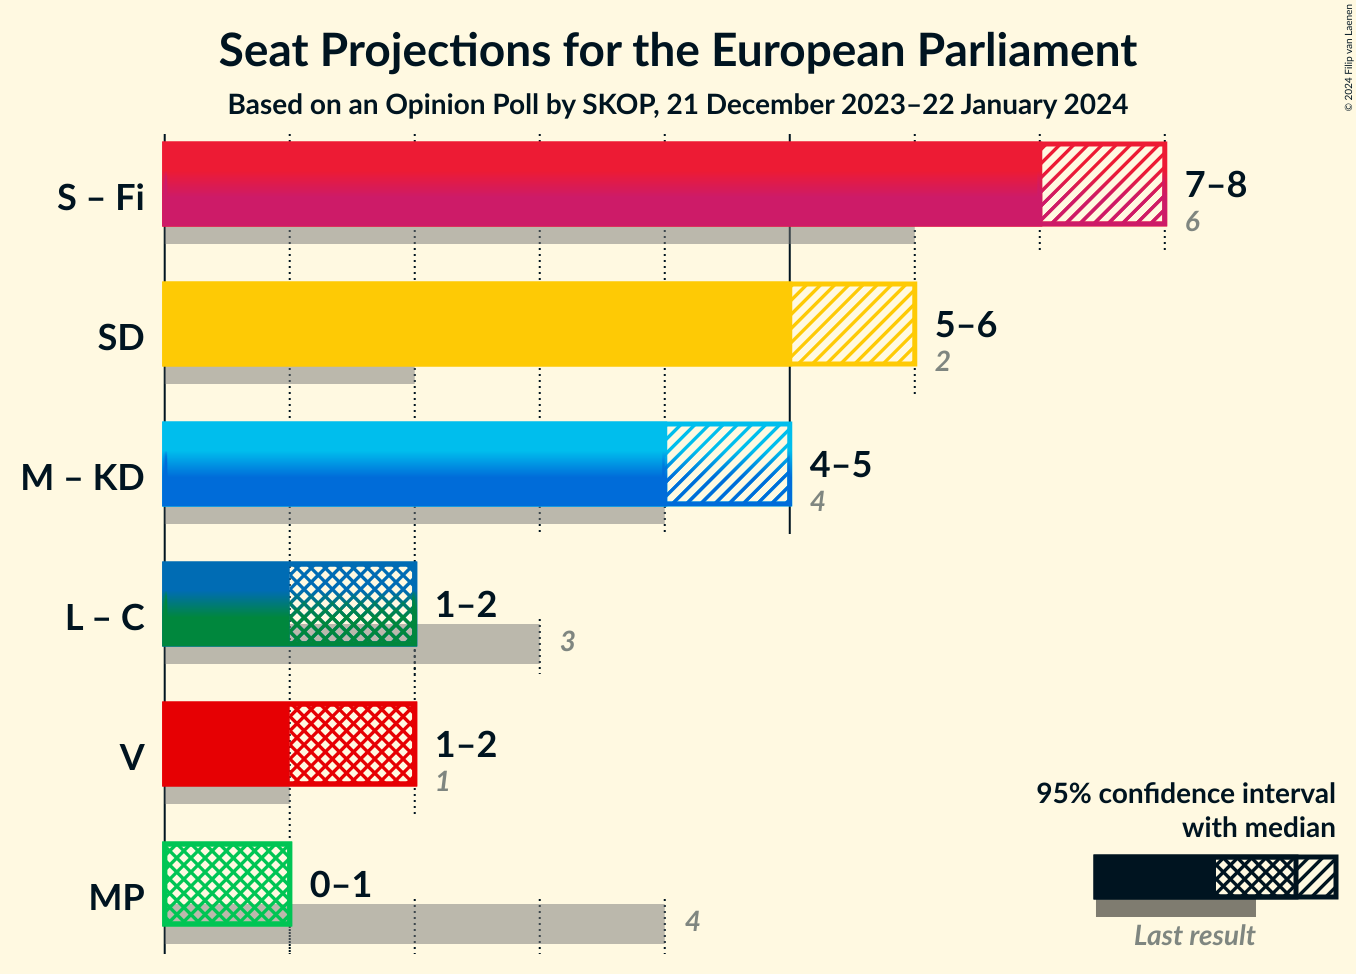 Seat Projections for the European Parliament
Based on an Opinion Poll by SKOP, 21 December 2023–22 January 2024
© 2024 Filip van Laenen
S – Fi
7–8
6
SD
5–6
2
M – KD
4–5
4
L – C
1–2
3
V
1–2
1
MP
0–1
4
95% confidence interval
with median
Last result